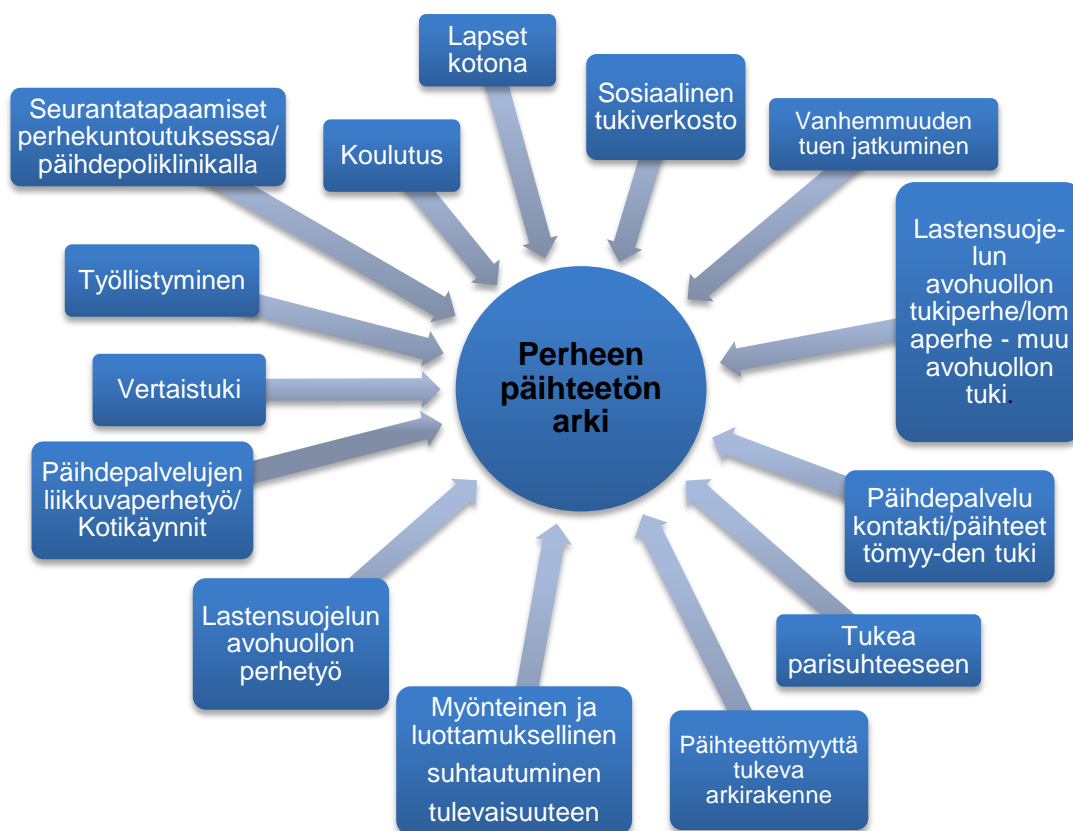 Lapset
kotona
Sosiaalinen
tukiverkosto
Vanhemmuuden
tuen jatkuminen
Lastensuoje-
lun
avohuollon
tukiperhe/lom
aperhe - muu
avohuollon
tuki.
Päihdepalvelu
kontakti/päihteet
tömyy-den tuki
Tukea
parisuhteeseen
Päihteettömyyttä
tukeva
arkirakenne
Myönteinen ja
luottamuksellinen
suhtautuminen
tulevaisuuteen
Lastensuojelun
avohuollon
perhetyö
Päihdepalvelujen
liikkuvaperhetyö/
Kotikäynnit
Vertaistuki
Työllistyminen
Seurantatapaamiset
perhekuntoutuksessa/
päihdepoliklinikalla
Koulutus
Perheen
päihteetön
arki